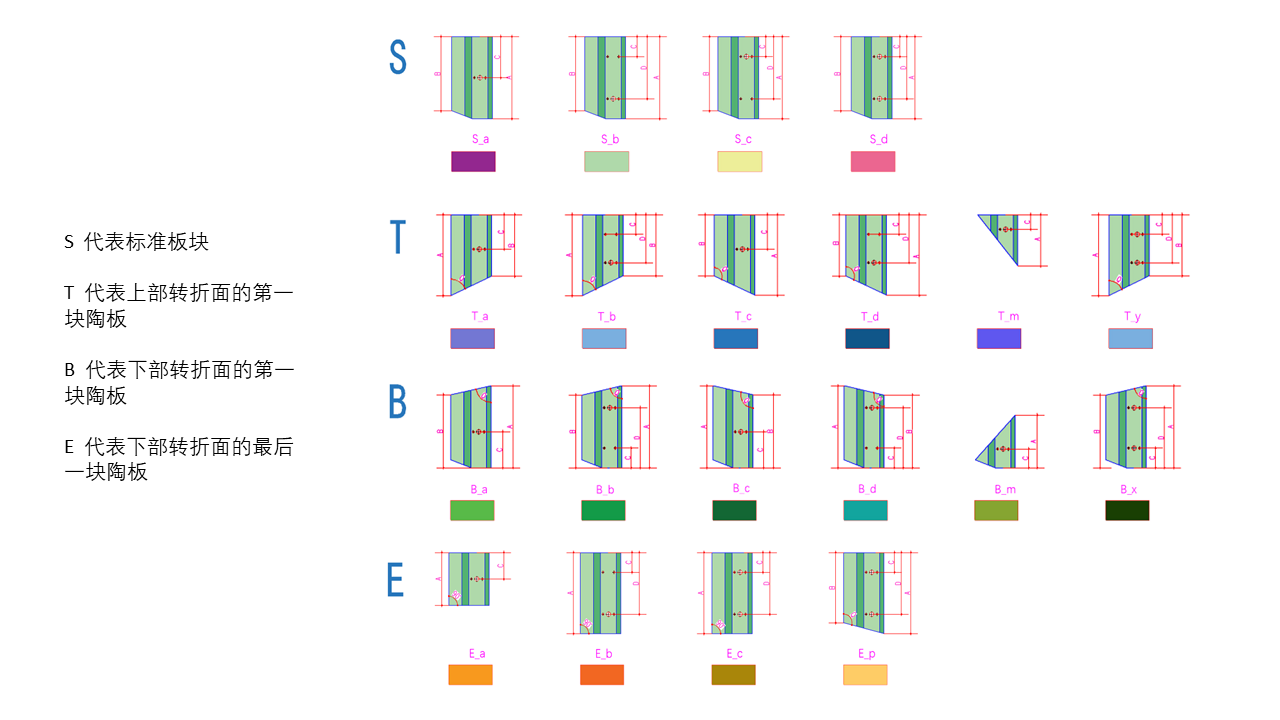 S 代表标准板块
T 代表上部转折面的第一
块陶板
B 代表下部转折面的第一
块陶板
E 代表下部转折面的最后
一块陶板
S
B C A
B C D A
B C D A
B C D A
S_a S_b S_c S_d
T
A C B
A C D B
B C A
B C D A
C A
A C D B
T_a T_b T_c T_d T_m T_y
B
B C A
B C D A
A C B
A C D B
C A
B C D A
B_a B_b B_c B_d B_m B_x
E
A C
A C D
A C D
B C D A
E_a E_b E_c E_p